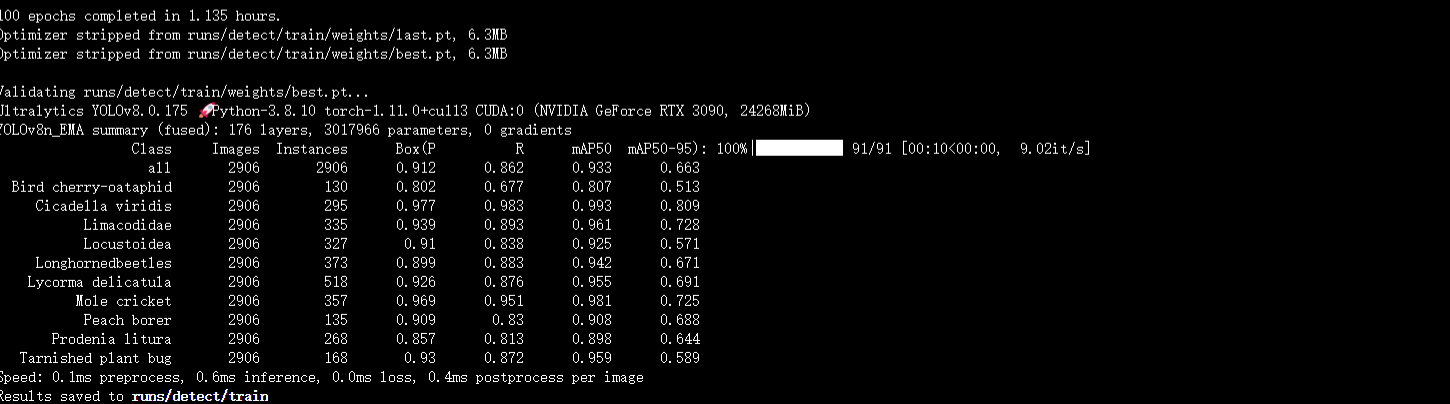 100 epochs completed in 1.135 hours.
Optimizer stripped from runs/detect/train/weights/last.pt, 6.3MB
Optimizer stripped from runs/detect/train/weights/best.pt, 6.3MB
Validating runs/detect/train/weights/best.pt...
Ultralytics YOLOv8.0.175 🚀 Python-3.8.10 torch-1.11.0+cu113 CUDA:0 (NVIDIA GeForce RTX 3090, 24268MiB)
YOLOv8n_EMA summary (fused): 176 layers, 3017966 parameters, 0 gradients
Class Images Instances Box(P R mAP50 mAP50-95): 100%|██████████| 91/91 [00:10<00:00, 9.02it/s]
all 2906 2906 0.912 0.862 0.933 0.663
Bird cherry-oataphid 2906 130 0.802 0.677 0.807 0.513
Cicadella viridis 2906 295 0.977 0.983 0.993 0.809
Limacodidae 2906 335 0.939 0.893 0.961 0.728
Locustoidea 2906 327 0.91 0.838 0.925 0.571
Longhornedbeetles 2906 373 0.899 0.883 0.942 0.671
Lycorma delicatula 2906 518 0.926 0.876 0.955 0.691
Mole cricket 2906 357 0.969 0.951 0.981 0.725
Peach borer 2906 135 0.909 0.83 0.908 0.688
Prodenia litura 2906 268 0.857 0.813 0.898 0.644
Tarnished plant bug 2906 168 0.93 0.872 0.959 0.589
Speed: 0.1ms preprocess, 0.6ms inference, 0.0ms loss, 0.4ms postprocess per image
Results saved to runs/detect/train